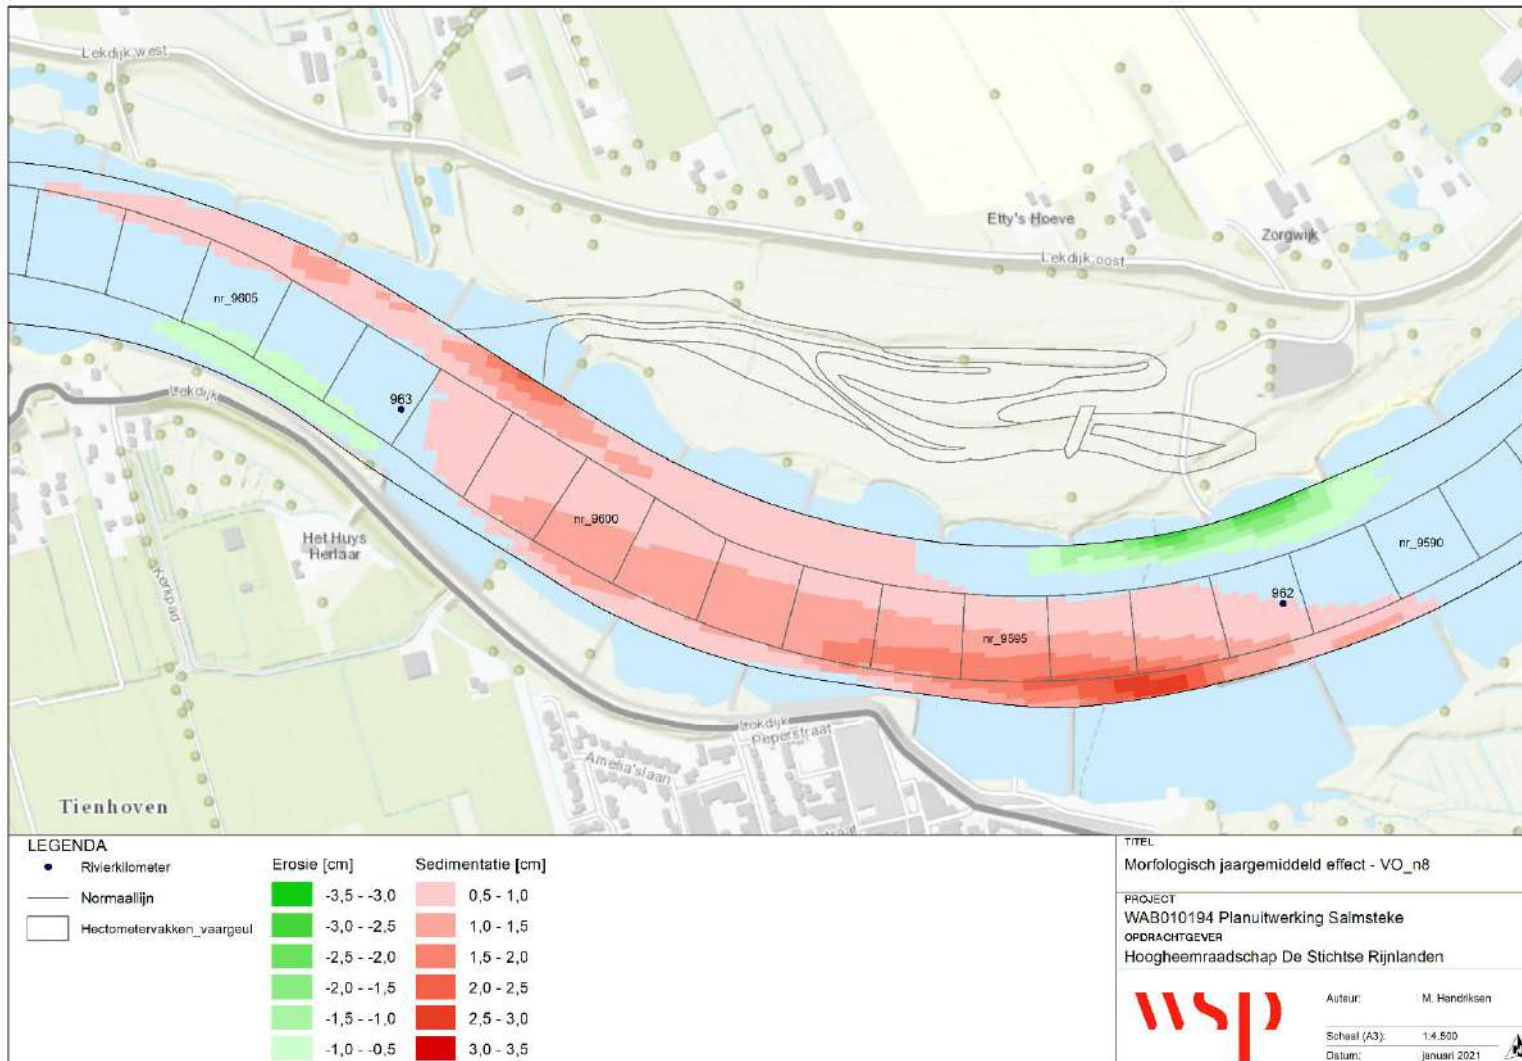 Lekdijk west
Etty's Hoeve
Zorgwijk
Lekdijk oost
nr_9605
Lekdijk
963
Het Huys
Herlaar
Kerkpad
nr_9600
nr_9590
962
nr_9595
Lekdijk
Peperstraat
Amelia'slaan
Tienhoven
LEGENDA
Rivierkilometer
Normaallijn
Hectometervakken_vaargeul
Erosie [cm]
-3,5 - -3,0
-3,0 - -2,5
-2,5 - -2,0
-2,0 - -1,5
-1,5 - -1,0
-1,0 - -0,5
Sedimentatie [cm]
0,5 - 1,0
1,0 - 1,5
1,5 - 2,0
2,0 - 2,5
2,5 - 3,0
3,0 - 3,5
TITEL
Morfologisch jaargemiddeld effect - VO_n8
PROJECT
WAB010194 Planuitwerking Salmsteke
OPDRACHTGEVER
Hoogheemraadschap De Stichtse Rijnlanden
wsp
Auteur: M. Hendriksen
Schaal (A3): 1:4.500
Datum: januari 2021